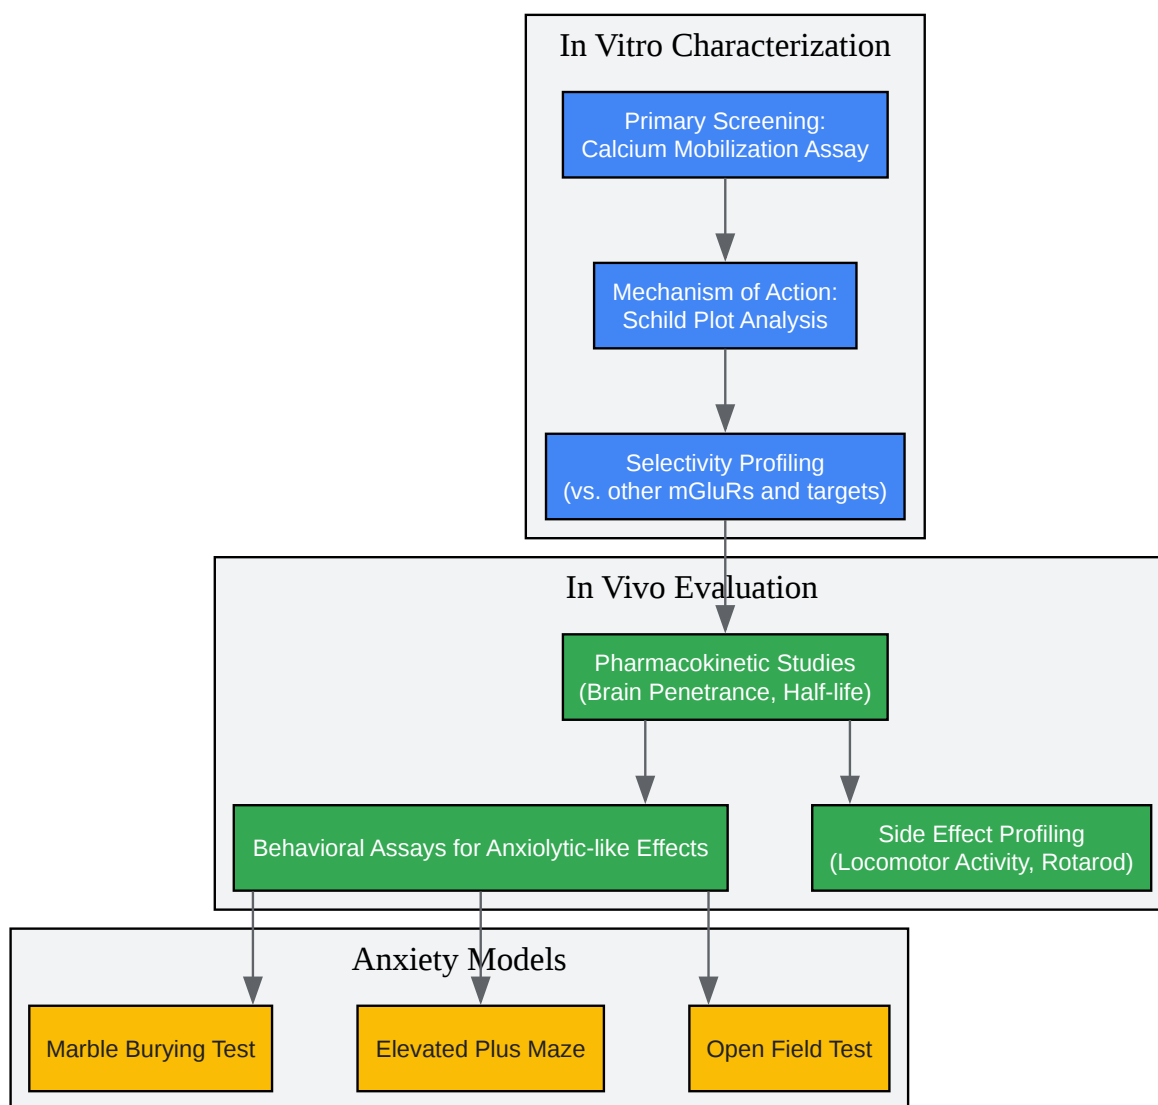 In Vitro Characterization
Primary Screening:
Calcium Mobilization Assay
Mechanism of Action:
Schild Plot Analysis
Selectivity Profiling
(vs. other mGluRs and targets)
In Vivo Evaluation
Pharmacokinetic Studies
(Brain Penetrance, Half-life)
Behavioral Assays for Anxiolytic-like Effects
Side Effect Profiling
(Locomotor Activity, Rotarod)
Anxiety Models
Marble Burying Test
Elevated Plus Maze
Open Field Test